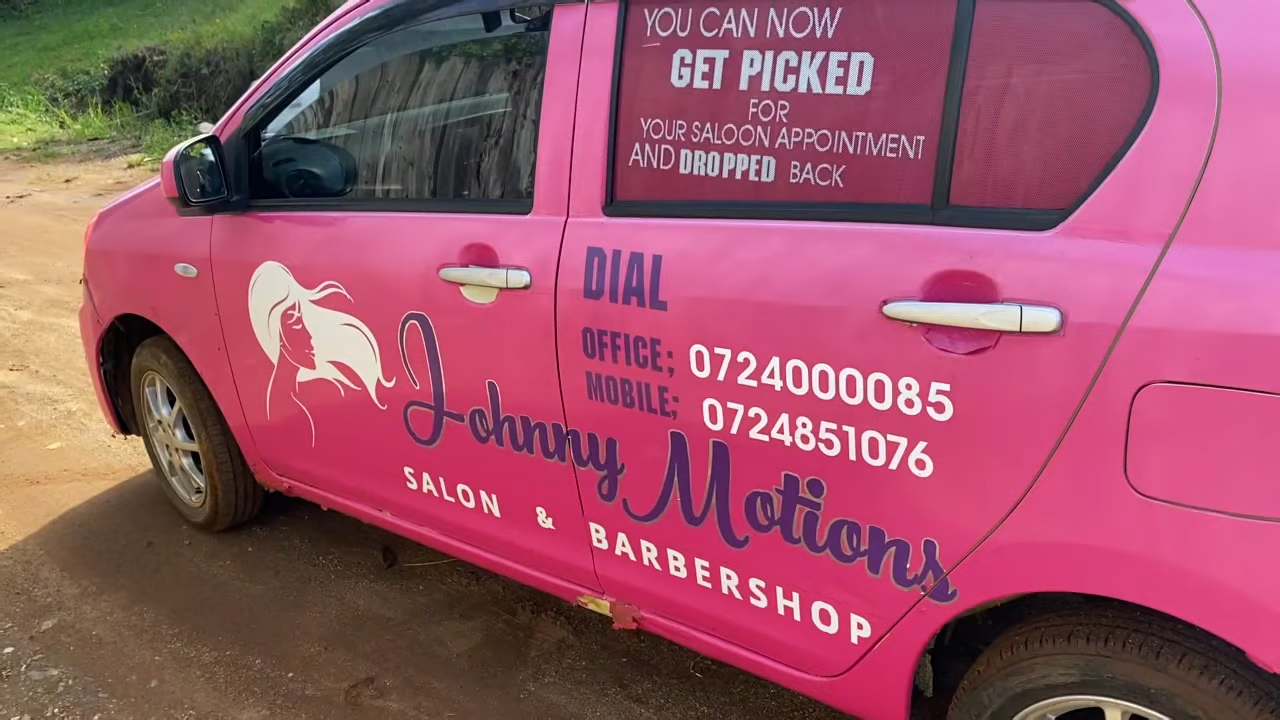 YOU CAN NOW
GET PICKED
FOR
YOUR SALOON APPOINTMENT
AND DROPPED BACK
DIAL
OFFICE; 0724000085
MOBILE; 0724851076
Johnny Motions
SALON & BARBERSHOP